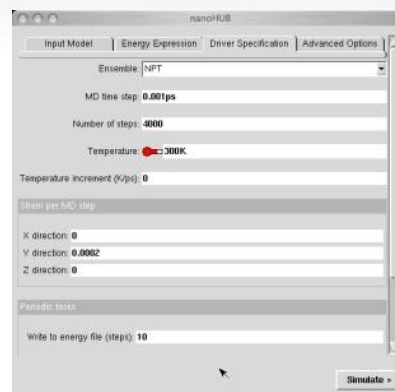 nanoHUB
Input Model Energy Expression Driver Specification Advanced Options
Ensemble: NPT
MD time step: 0.001ps
Number of steps: 4000
Temperature: 300K
Temperature increment (K/ps): 0
Strain per MD step
X direction: 0
Y direction: 0.0002
Z direction: 0
Periodic tasks
Write to energy file (steps): 10
Simulate >